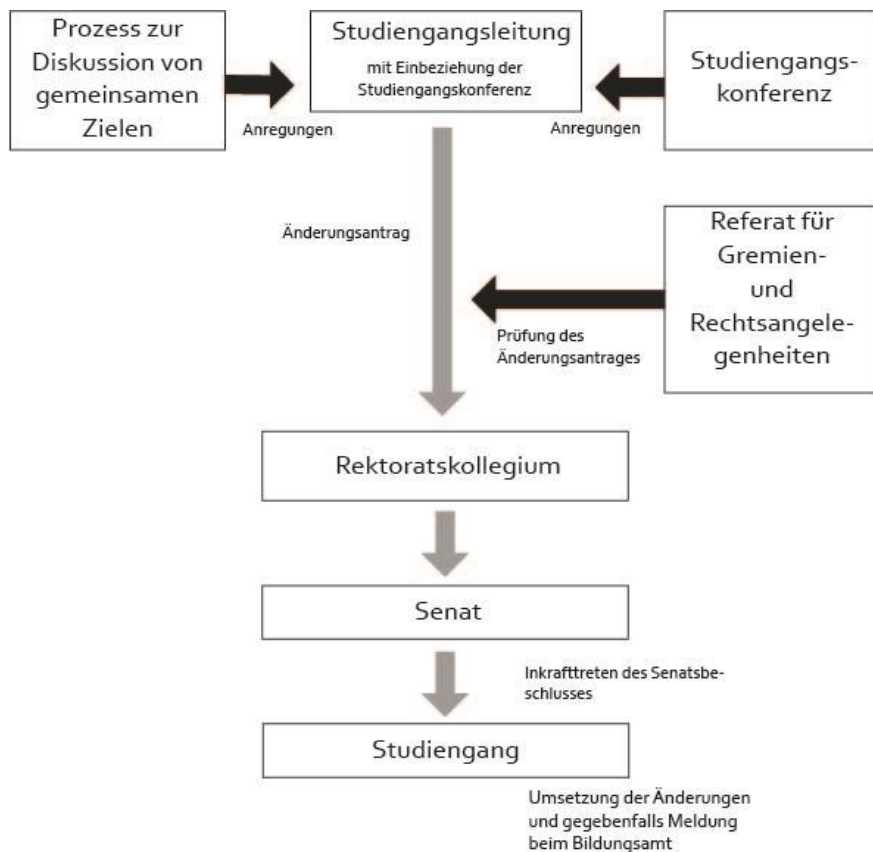 Prozess zur
Diskussion von
gemeinsamen
Zielen
Anregungen
Studiengangsleitung
mit Einbeziehung der
Studiengangskonferenz
Studiengangs-
konferenz
Anregungen
Änderungsantrag
Referat für
Gremien-
und
Rechtsangele-
genheiten
Prüfung des
Änderungsantrages
Rektoratskollegium
Senat
Inkrafttreten des Senatsbe-
schlusses
Studiengang
Umsetzung der Änderungen
und gegebenfalls Meldung
beim Bildungsamt